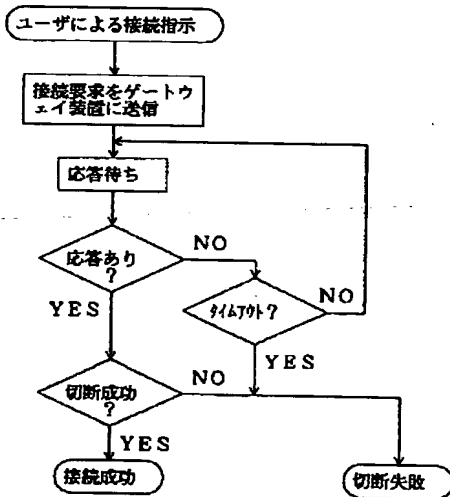 ユーザによる接続指示
接続要求をゲートウ
ェイ装置に送信
応答待ち
応答あり
?
NO
YES
タイムアウト?
NO
YES
切断成功
?
NO
YES
接続成功
切断失敗